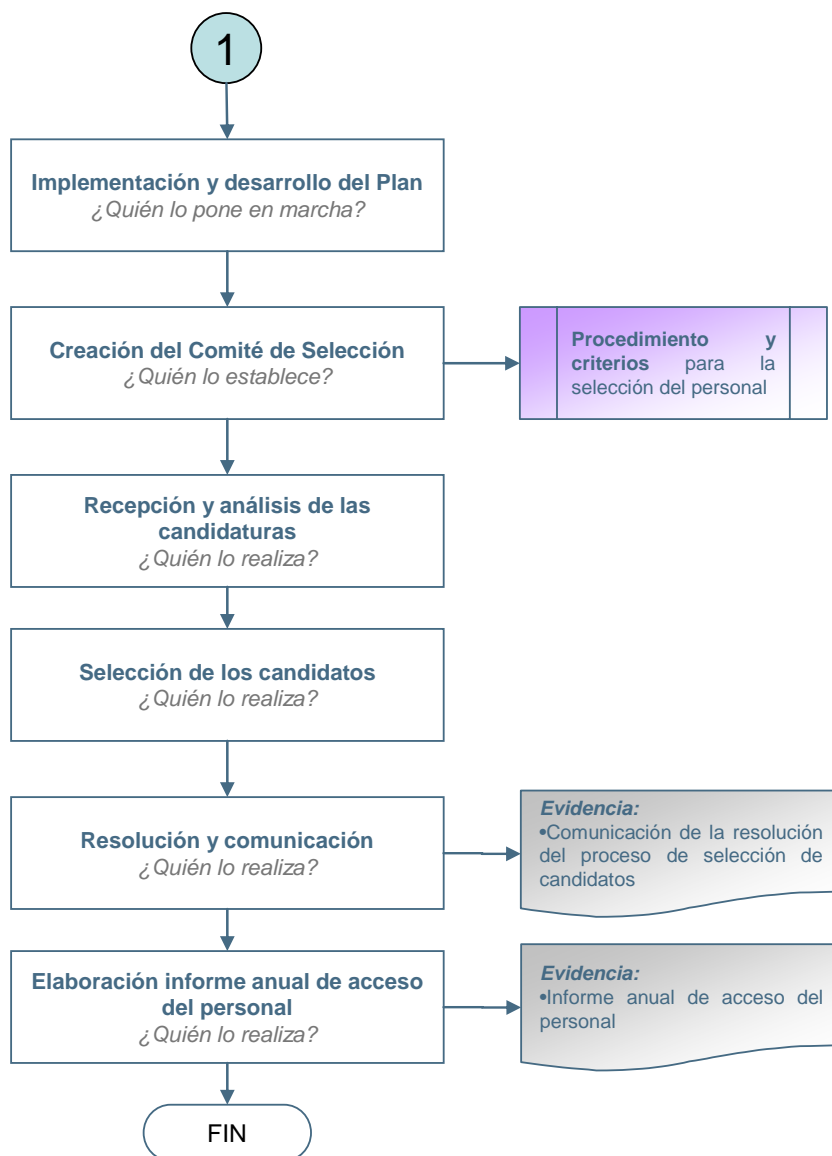 1
Implementación y desarrollo del Plan
¿Quién lo pone en marcha?
Creación del Comité de Selección
¿Quién lo establece?
Procedimiento y
criterios para la
selección del personal
Recepción y análisis de las
candidaturas
¿Quién lo realiza?
Selección de los candidatos
¿Quién lo realiza?
Resolución y comunicación
¿Quién lo realiza?
Evidencia:
•Comunicación de la resolución
del proceso de selección de
candidatos
Elaboración informe anual de acceso
del personal
¿Quién lo realiza?
Evidencia:
•Informe anual de acceso del
personal
FIN